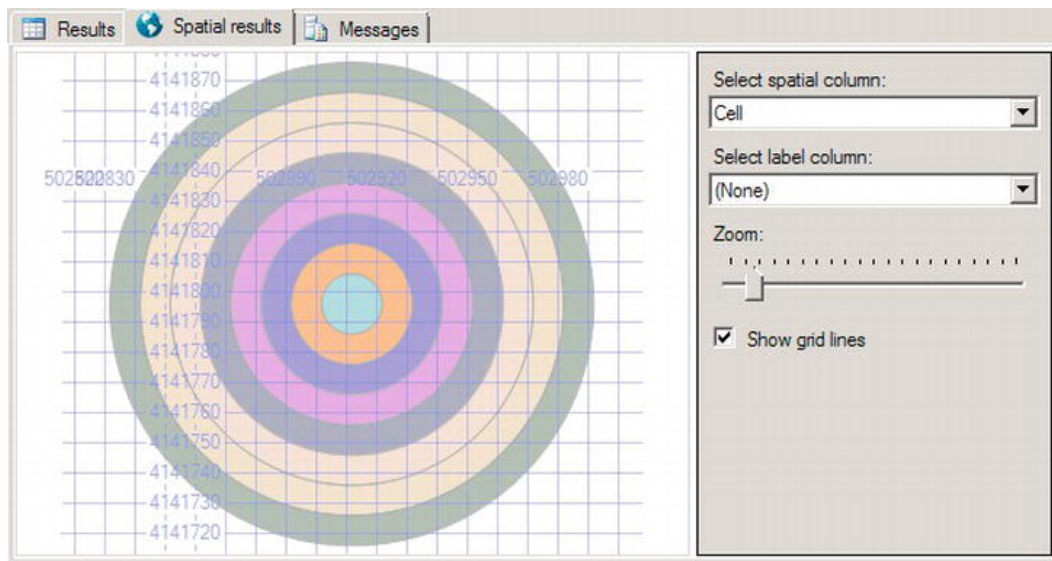 Results Spatial results Messages
4141870
4141860
4141850
4141840
502830 502890 502920 502950 502980
4141830
4141820
4141810
4141800
4141790
4141780
4141770
4141760
4141750
4141740
4141730
4141720
Select spatial column:
Cell
Select label column:
(None)
Zoom:
Show grid lines